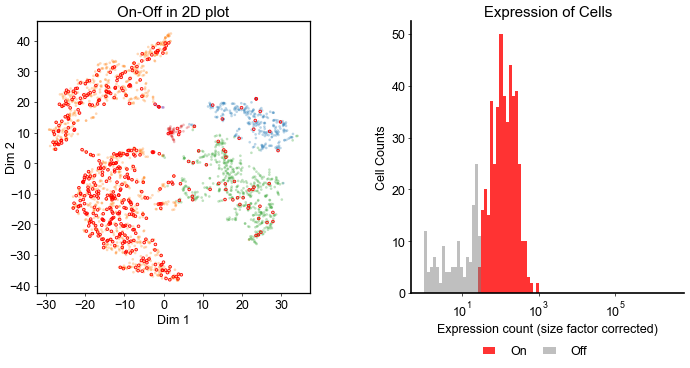 On-Off in 2D plot
40
30
20
10
0
−10
−20
−30
−40
Dim 2
−30 −20 −10 0 10 20 30
Dim 1
Expression of Cells
50
40
30
20
10
0
Cell Counts
10^1 10^3 10^5
Expression count (size factor corrected)
On Off